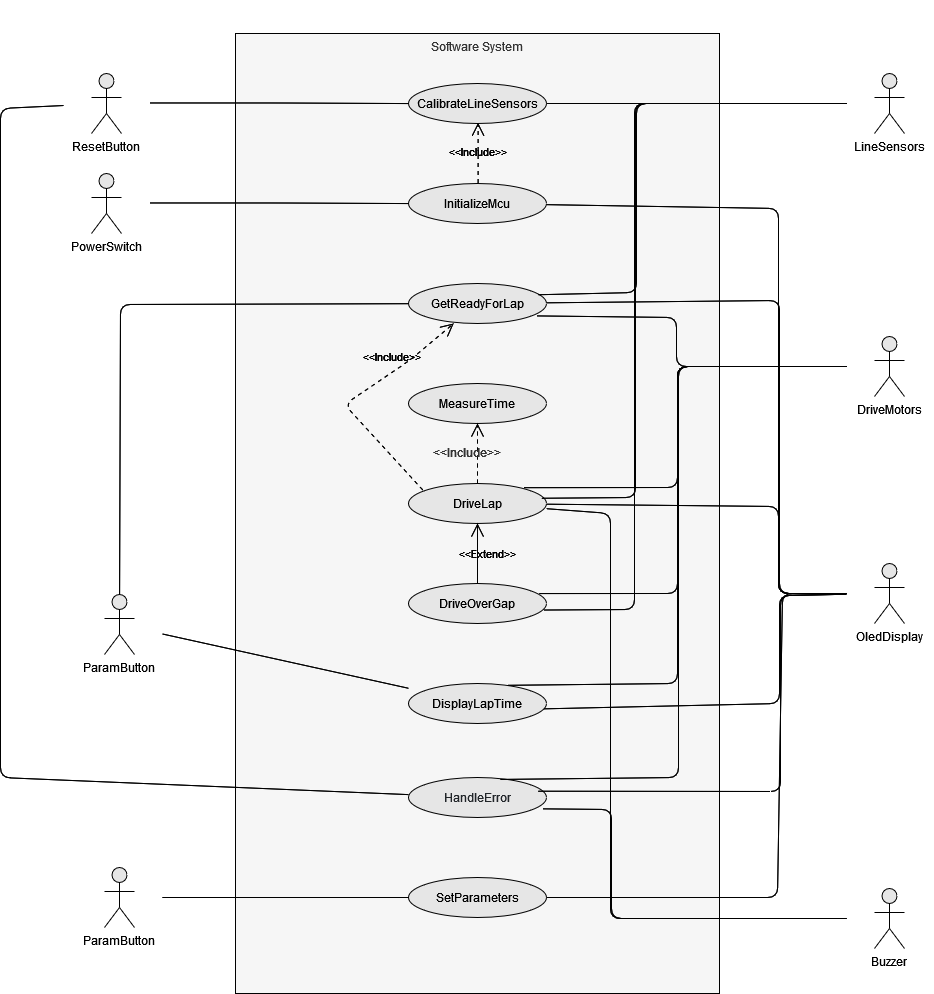 Software System
ResetButton
CalibrateLineSensors
LineSensors
<<Include>>
PowerSwitch
InitializeMcu
GetReadyForLap
<<Include>>
DriveMotors
MeasureTime
<<Include>>
DriveLap
<<Extend>>
DriveOverGap
OledDisplay
ParamButton
DisplayLapTime
HandleError
SetParameters
ParamButton
Buzzer